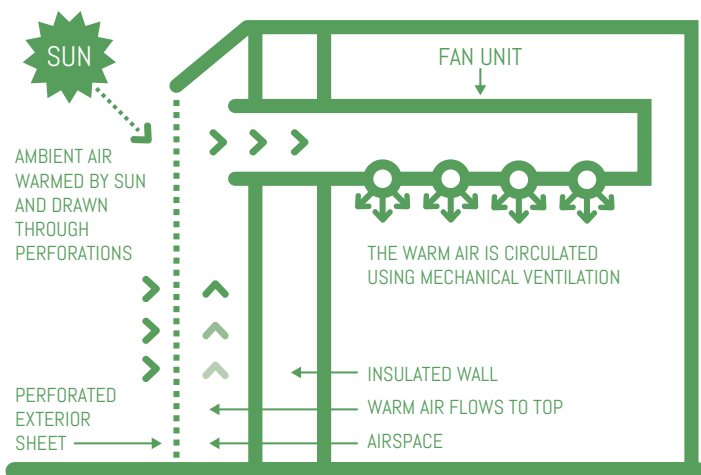 SUN
FAN UNIT
AMBIENT AIR
WARMED BY SUN
AND DRAWN
THROUGH
PERFORATIONS
THE WARM AIR IS CIRCULATED
USING MECHANICAL VENTILATION
INSULATED WALL
WARM AIR FLOWS TO TOP
AIRSPACE
PERFORATED
EXTERIOR
SHEET